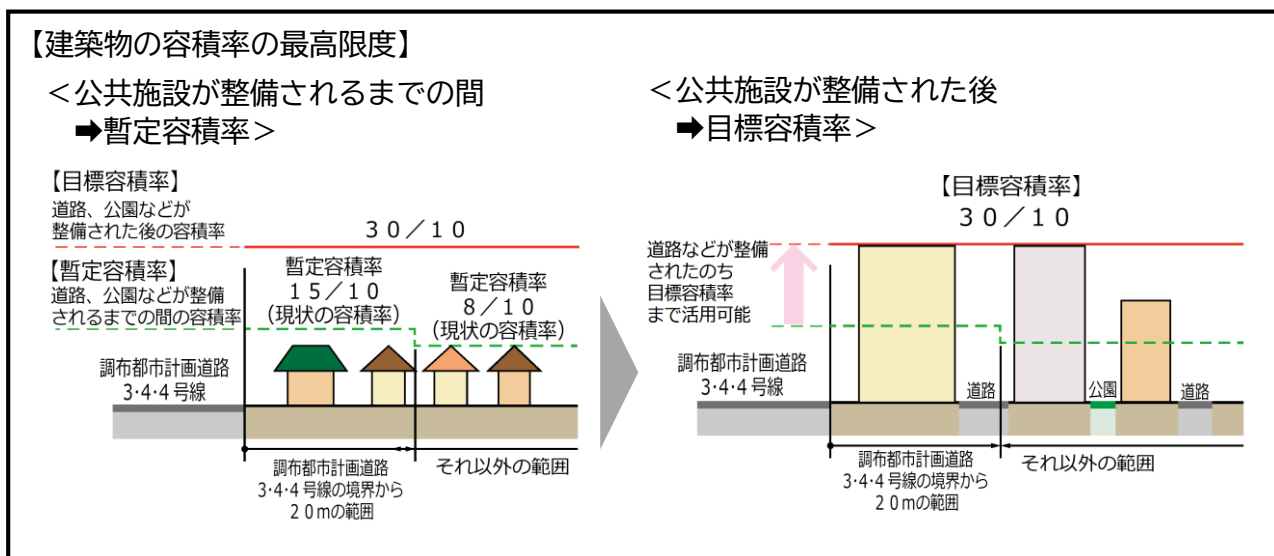 【建築物の容積率の最高限度】
＜公共施設が整備されるまでの間
➡暫定容積率＞
【目標容積率】
道路、公園などが
整備された後の容積率
３０／１０
【暫定容積率】
道路、公園などが整備
されるまでの間の容積率
暫定容積率
１５／１０
（現状の容積率）
暫定容積率
８／１０
（現状の容積率）
調布都市計画道路
3・4・4号線
調布都市計画道路
3・4・4号線の境界から
２０ｍの範囲
それ以外の範囲
＜公共施設が整備された後
➡目標容積率＞
【目標容積率】
３０／１０
道路などが整備
されたのち
目標容積率
まで活用可能
調布都市計画道路
3・4・4号線
道路
公園
道路
調布都市計画道路
3・4・4号線の境界から
２０ｍの範囲
それ以外の範囲